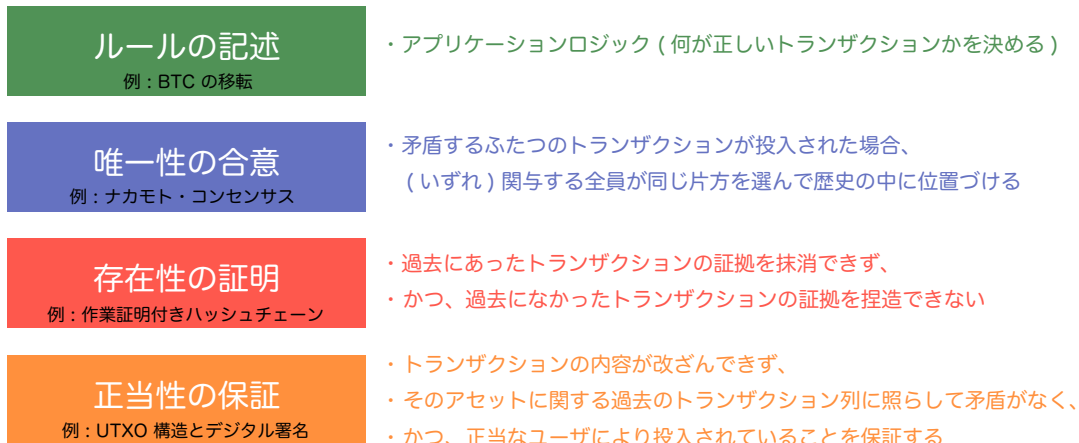 ルールの記述
例 : BTC の移転
・アプリケーションロジック ( 何が正しいトランザクションかを決める )
唯一性の合意
例 : ナカモト・コンセンサス
・矛盾するふたつのトランザクションが投入された場合、
( いずれ ) 関与する全員が同じ片方を選んで歴史の中に位置づける
存在性の証明
例 : 作業証明付きハッシュチェーン
・過去にあったトランザクションの証拠を抹消できず、
・かつ、過去になかったトランザクションの証拠を捏造できない
正当性の保証
例 : UTXO 構造とデジタル署名
・トランザクションの内容が改ざんできず、
・そのアセットに関する過去のトランザクション列に照らして矛盾がなく、
・かつ、正当なユーザにより投入されていることを保証する